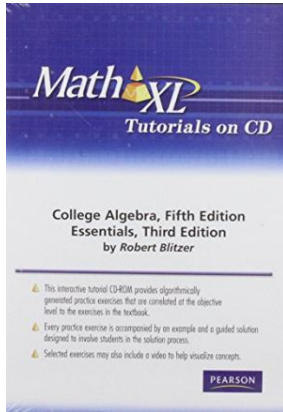 Math XL
Tutorials on CD
College Algebra, Fifth Edition
Essentials, Third Edition
by Robert Blitzer
This interactive tutorial CD-ROM provides algorithmically
generated practice exercises that are correlated at the objective
level to the exercises in the textbook.
Every practice exercise is accompanied by an example and a guided solution
designed to involve students in the solution process.
Selected exercises may also include a video to help visualize concepts.
PEARSON